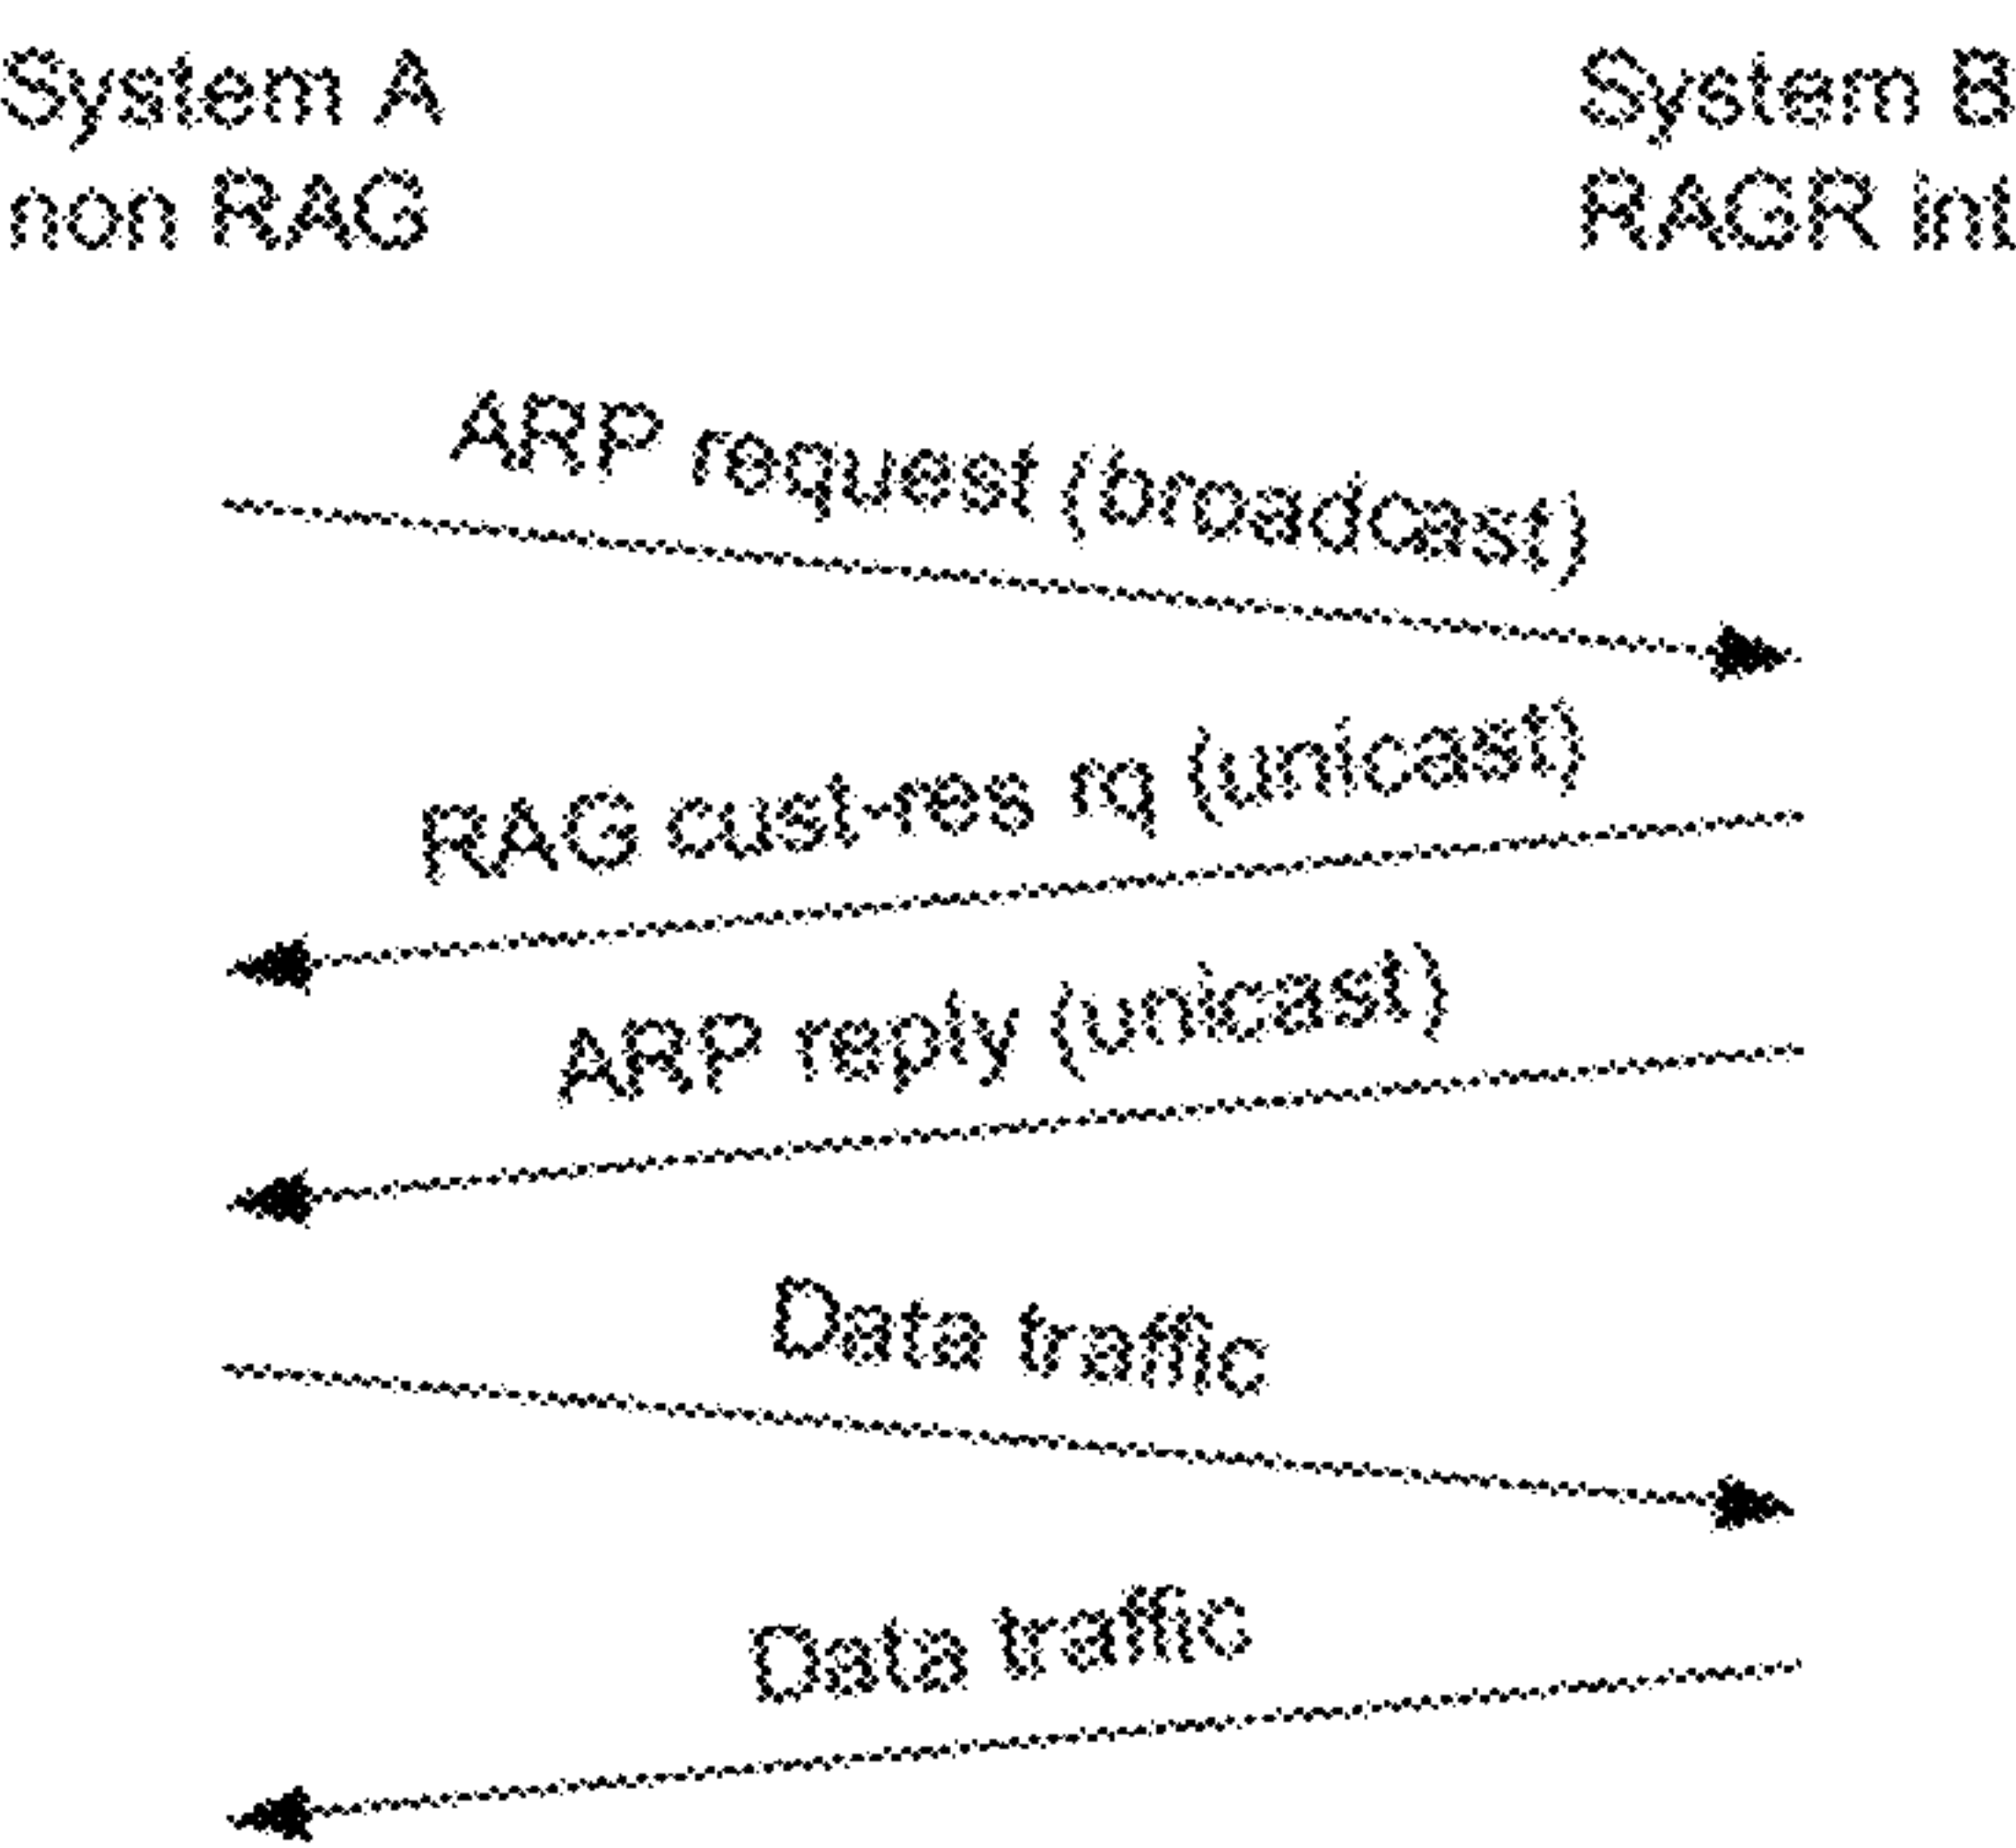 System A
System B
non RAG
RAGR int
ARP request (broadcast)
RAG cust-res rq (unicast)
ARP reply (unicast)
Data traffic
Data traffic